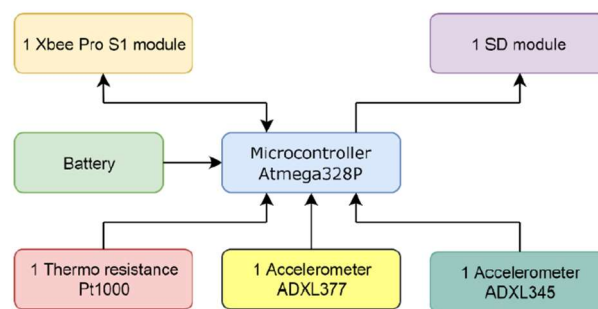 1 Xbee Pro S1 module
1 SD module
Battery
Microcontroller
Atmega328P
1 Thermo resistance
Pt1000
1 Accelerometer
ADXL377
1 Accelerometer
ADXL345